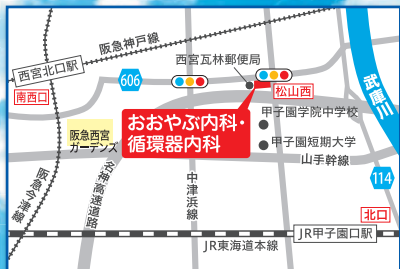 阪急神戸線
西宮北口駅
南西口
606
西宮瓦林郵便局
松山西
武庫川
おおやぶ内科・
循環器内科
甲子園学院中学校
甲子園短期大学
山手幹線
阪急西宮
ガーデンズ
名神高速道路
中津浜線
阪急今津線
114
北口
JR甲子園口駅
JR東海道本線